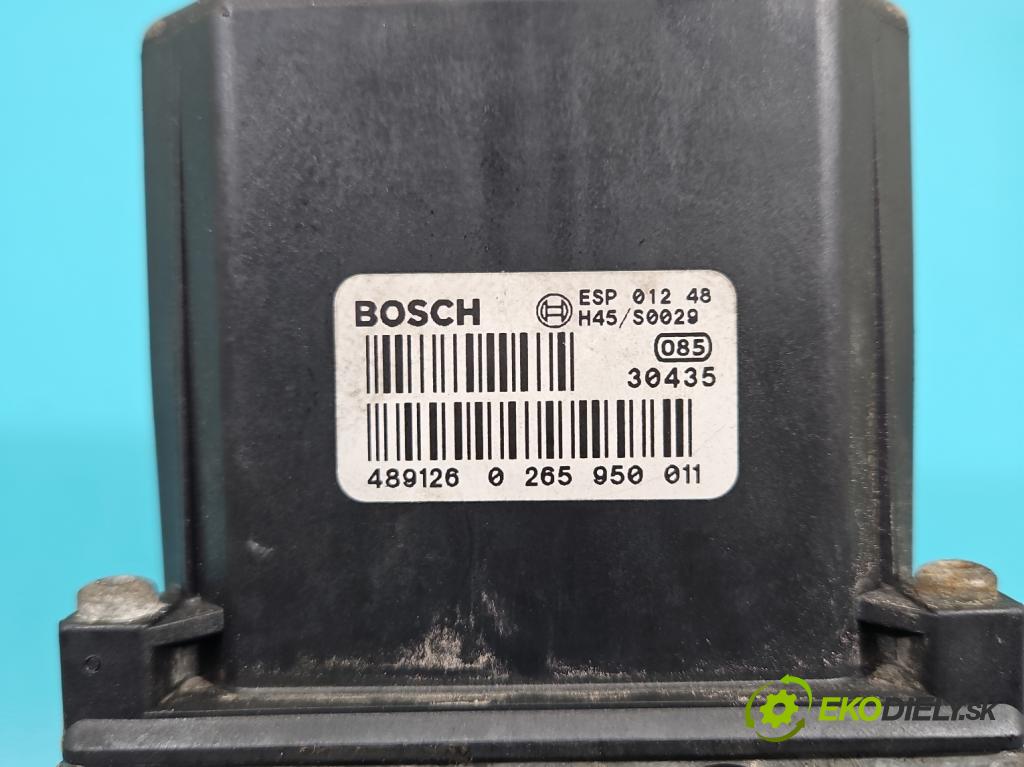 BOSCH
ESP 012 48
H45/S0029
085
30435
489126 0 265 950 011
EKODIELY.SK